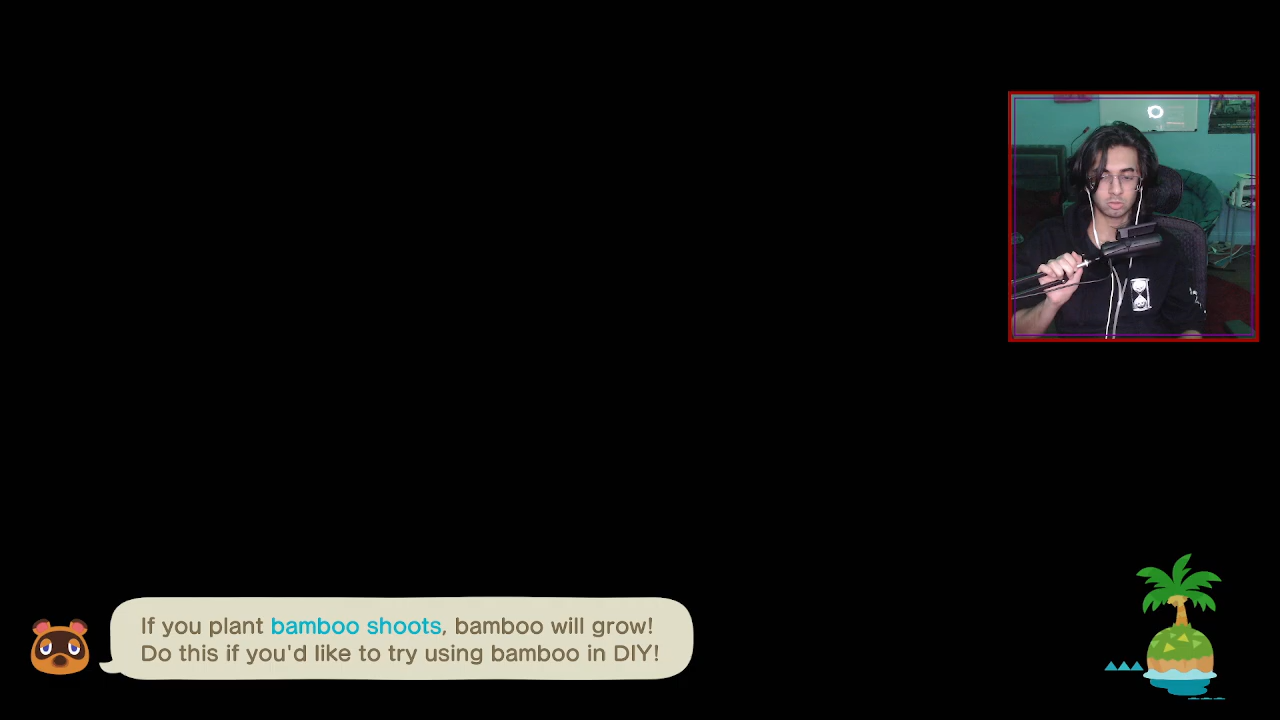 If you plant bamboo shoots, bamboo will grow!
Do this if you'd like to try using bamboo in DIY!